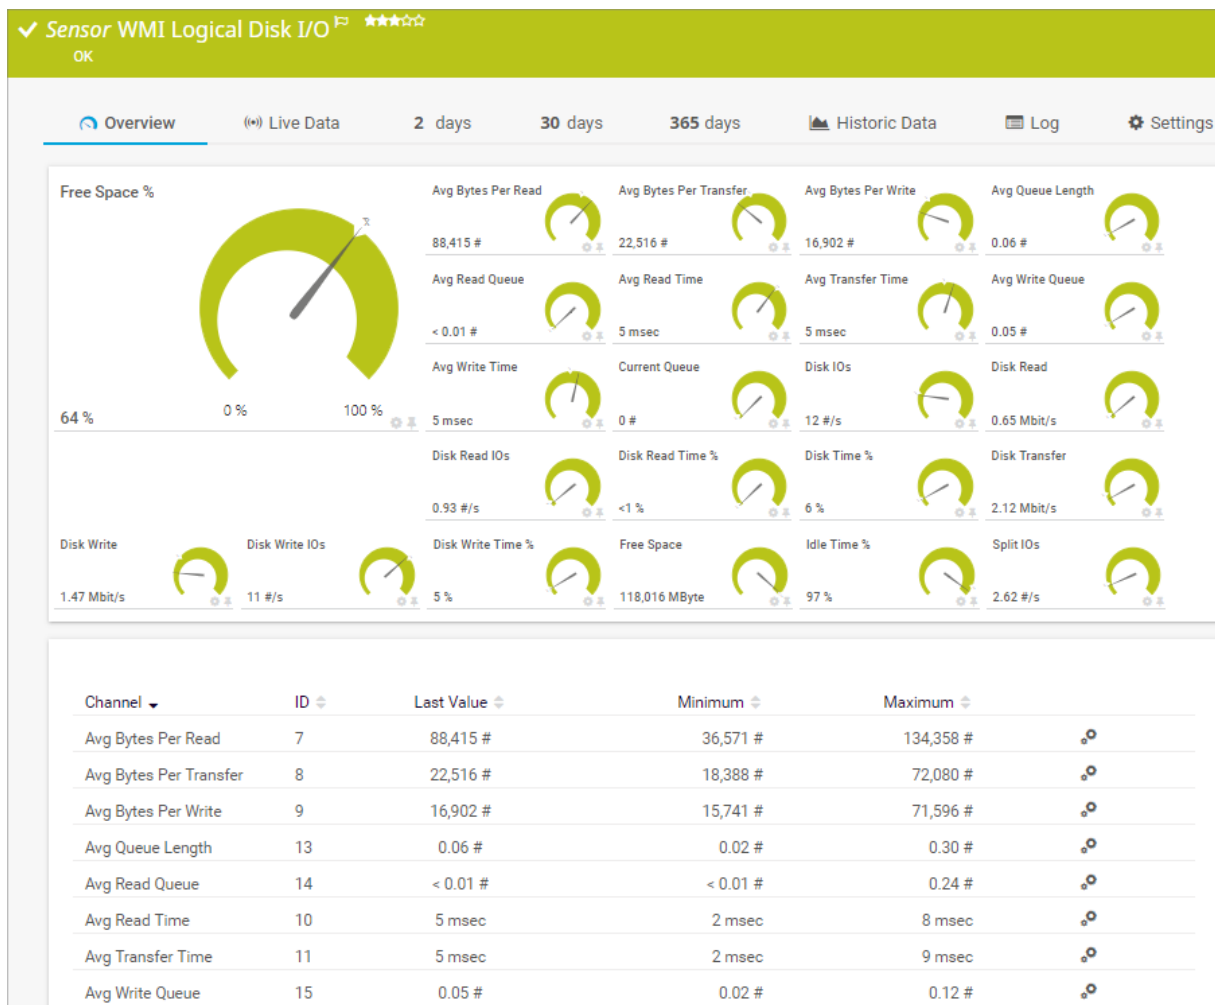 Sensor WMI Logical Disk I/O
OK
Overview Live Data 2 days 30 days 365 days Historic Data Log Settings
Free Space %
64 %
0 %
100 %
Avg Bytes Per Read
88,415 #
Avg Bytes Per Transfer
22,516 #
Avg Bytes Per Write
16,902 #
Avg Queue Length
0.06 #
Avg Read Queue
< 0.01 #
Avg Read Time
5 msec
Avg Transfer Time
5 msec
Avg Write Queue
0.05 #
Avg Write Time
5 msec
Current Queue
0 #
Disk IOs
12 #/s
Disk Read
0.65 Mbit/s
Disk Read IOs
0.93 #/s
Disk Read Time %
<1 %
Disk Time %
6 %
Disk Transfer
2.12 Mbit/s
Disk Write
1.47 Mbit/s
Disk Write IOs
11 #/s
Disk Write Time %
5 %
Free Space
118,016 MByte
Idle Time %
97 %
Split IOs
2.62 #/s
Channel ID Last Value Minimum Maximum
Avg Bytes Per Read 7 88,415 # 36,571 # 134,358 #
Avg Bytes Per Transfer 8 22,516 # 18,388 # 72,080 #
Avg Bytes Per Write 9 16,902 # 15,741 # 71,596 #
Avg Queue Length 13 0.06 # 0.02 # 0.30 #
Avg Read Queue 14 < 0.01 # < 0.01 # 0.24 #
Avg Read Time 10 5 msec 2 msec 8 msec
Avg Transfer Time 11 5 msec 2 msec 9 msec
Avg Write Queue 15 0.05 # 0.02 # 0.12 #